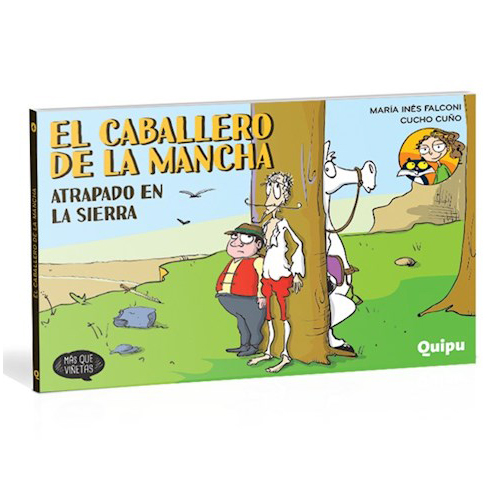 EL CABALLERO
DE LA MANCHA
ATRAPADO EN
LA SIERRA
MARÍA INÉS FALCONI
CUCHO CUÑO
MÁS QUE
VIÑETAS
Quipu
EL CABALLERO DE LA MANCHA